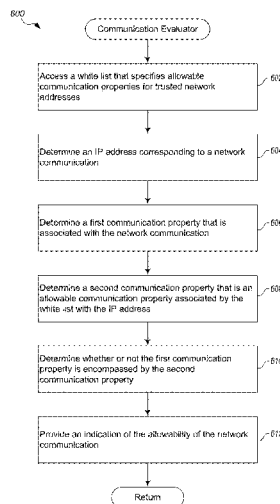 600
Communication Evaluator
Access a white list that specifies allowable
communication properties for trusted network
addresses
602
Determine an IP address corresponding to a network
communication
604
Determine a first communication property that is
associated with the network communication
606
Determine a second communication property that is an
allowable communication property associated by the
white list with the IP address
608
Determine whether or not the first communication
property is encompassed by the second
communication property
610
Provide an indication of the allowability of the network
communication
612
Return